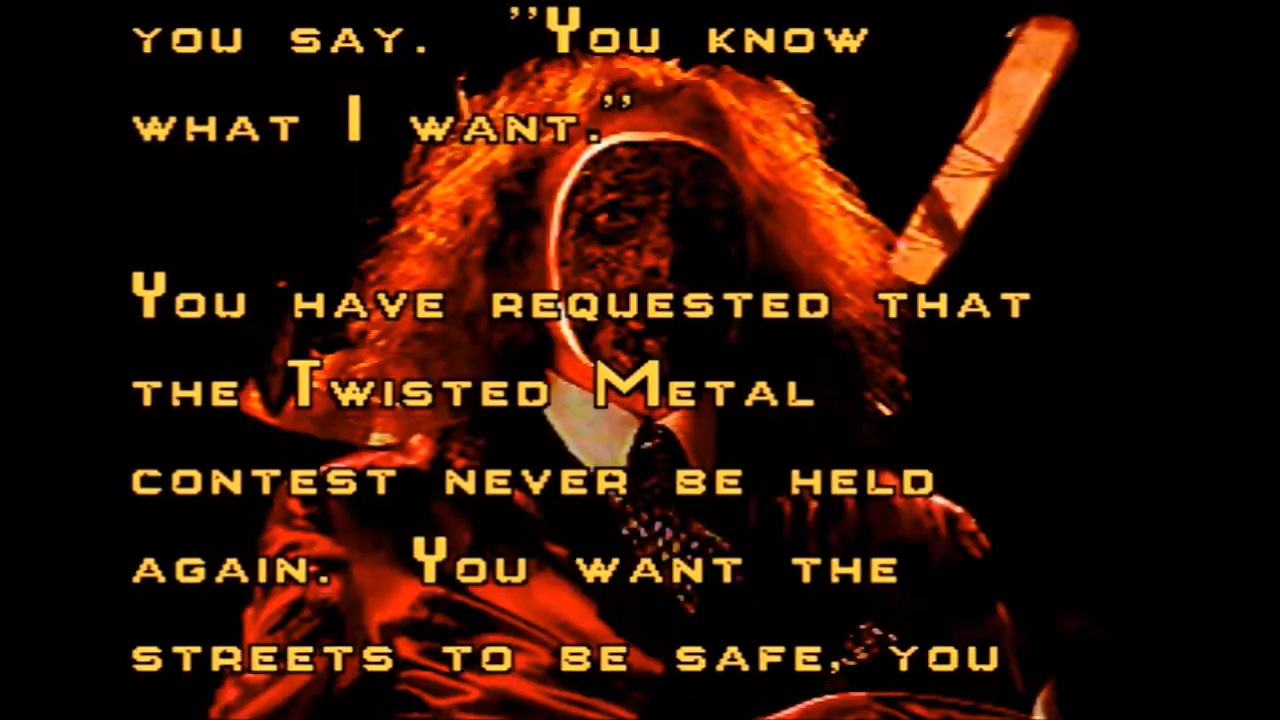 you say. "You know
what I want."
You have requested that
the Twisted Metal
contest never be held
again. You want the
streets to be safe, you